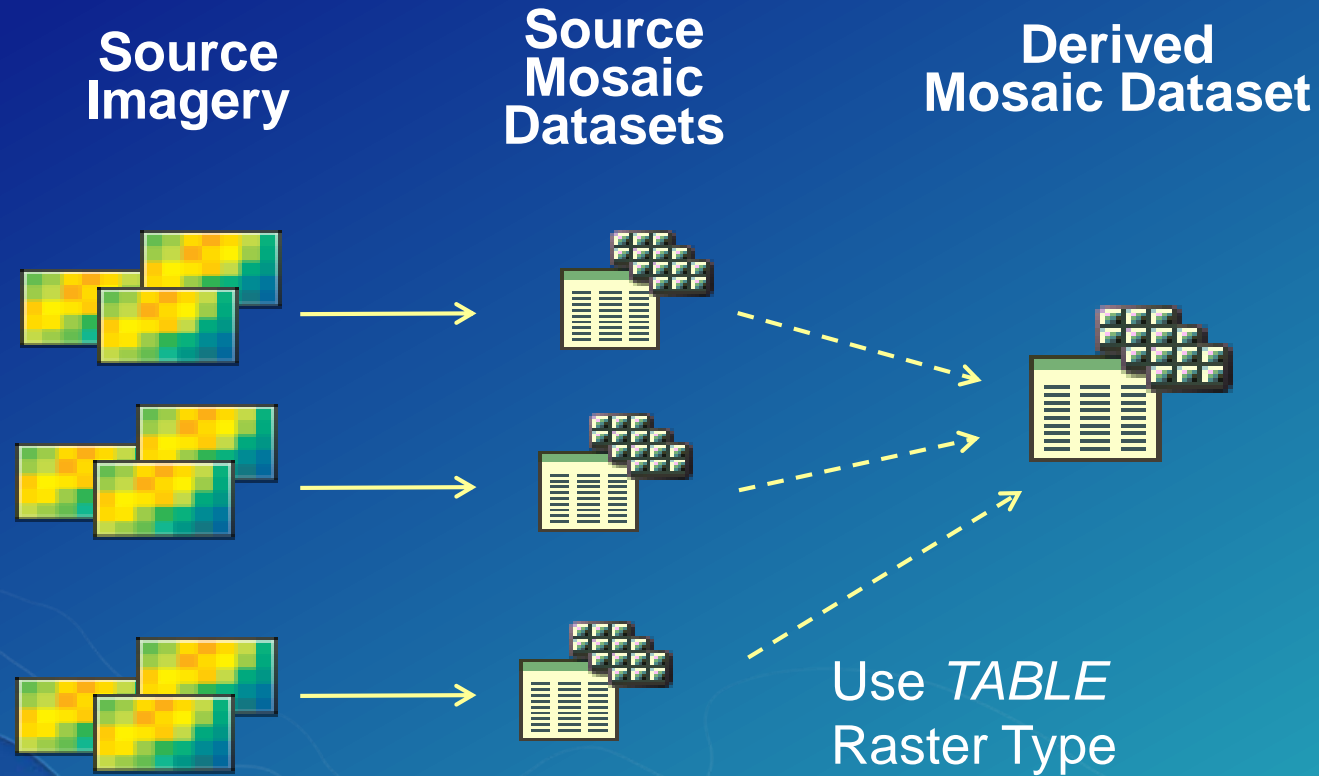 Source
Imagery
Source
Mosaic
Datasets
Derived
Mosaic Dataset
Use TABLE
Raster Type